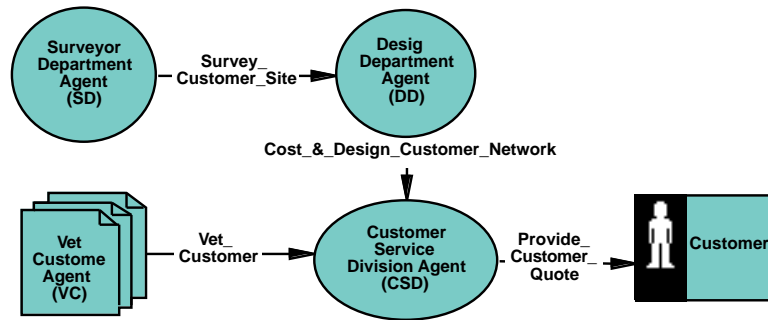 Surveyor
Department
Agent
(SD)
Survey_
Customer_Site
Desig
Department
Agent
(DD)
Cost_&_Design_Customer_Network
Vet
Custome
Agent
(VC)
Vet_
Customer
Customer
Service
Division Agent
(CSD)
Provide_
Customer_
Quote
Customer